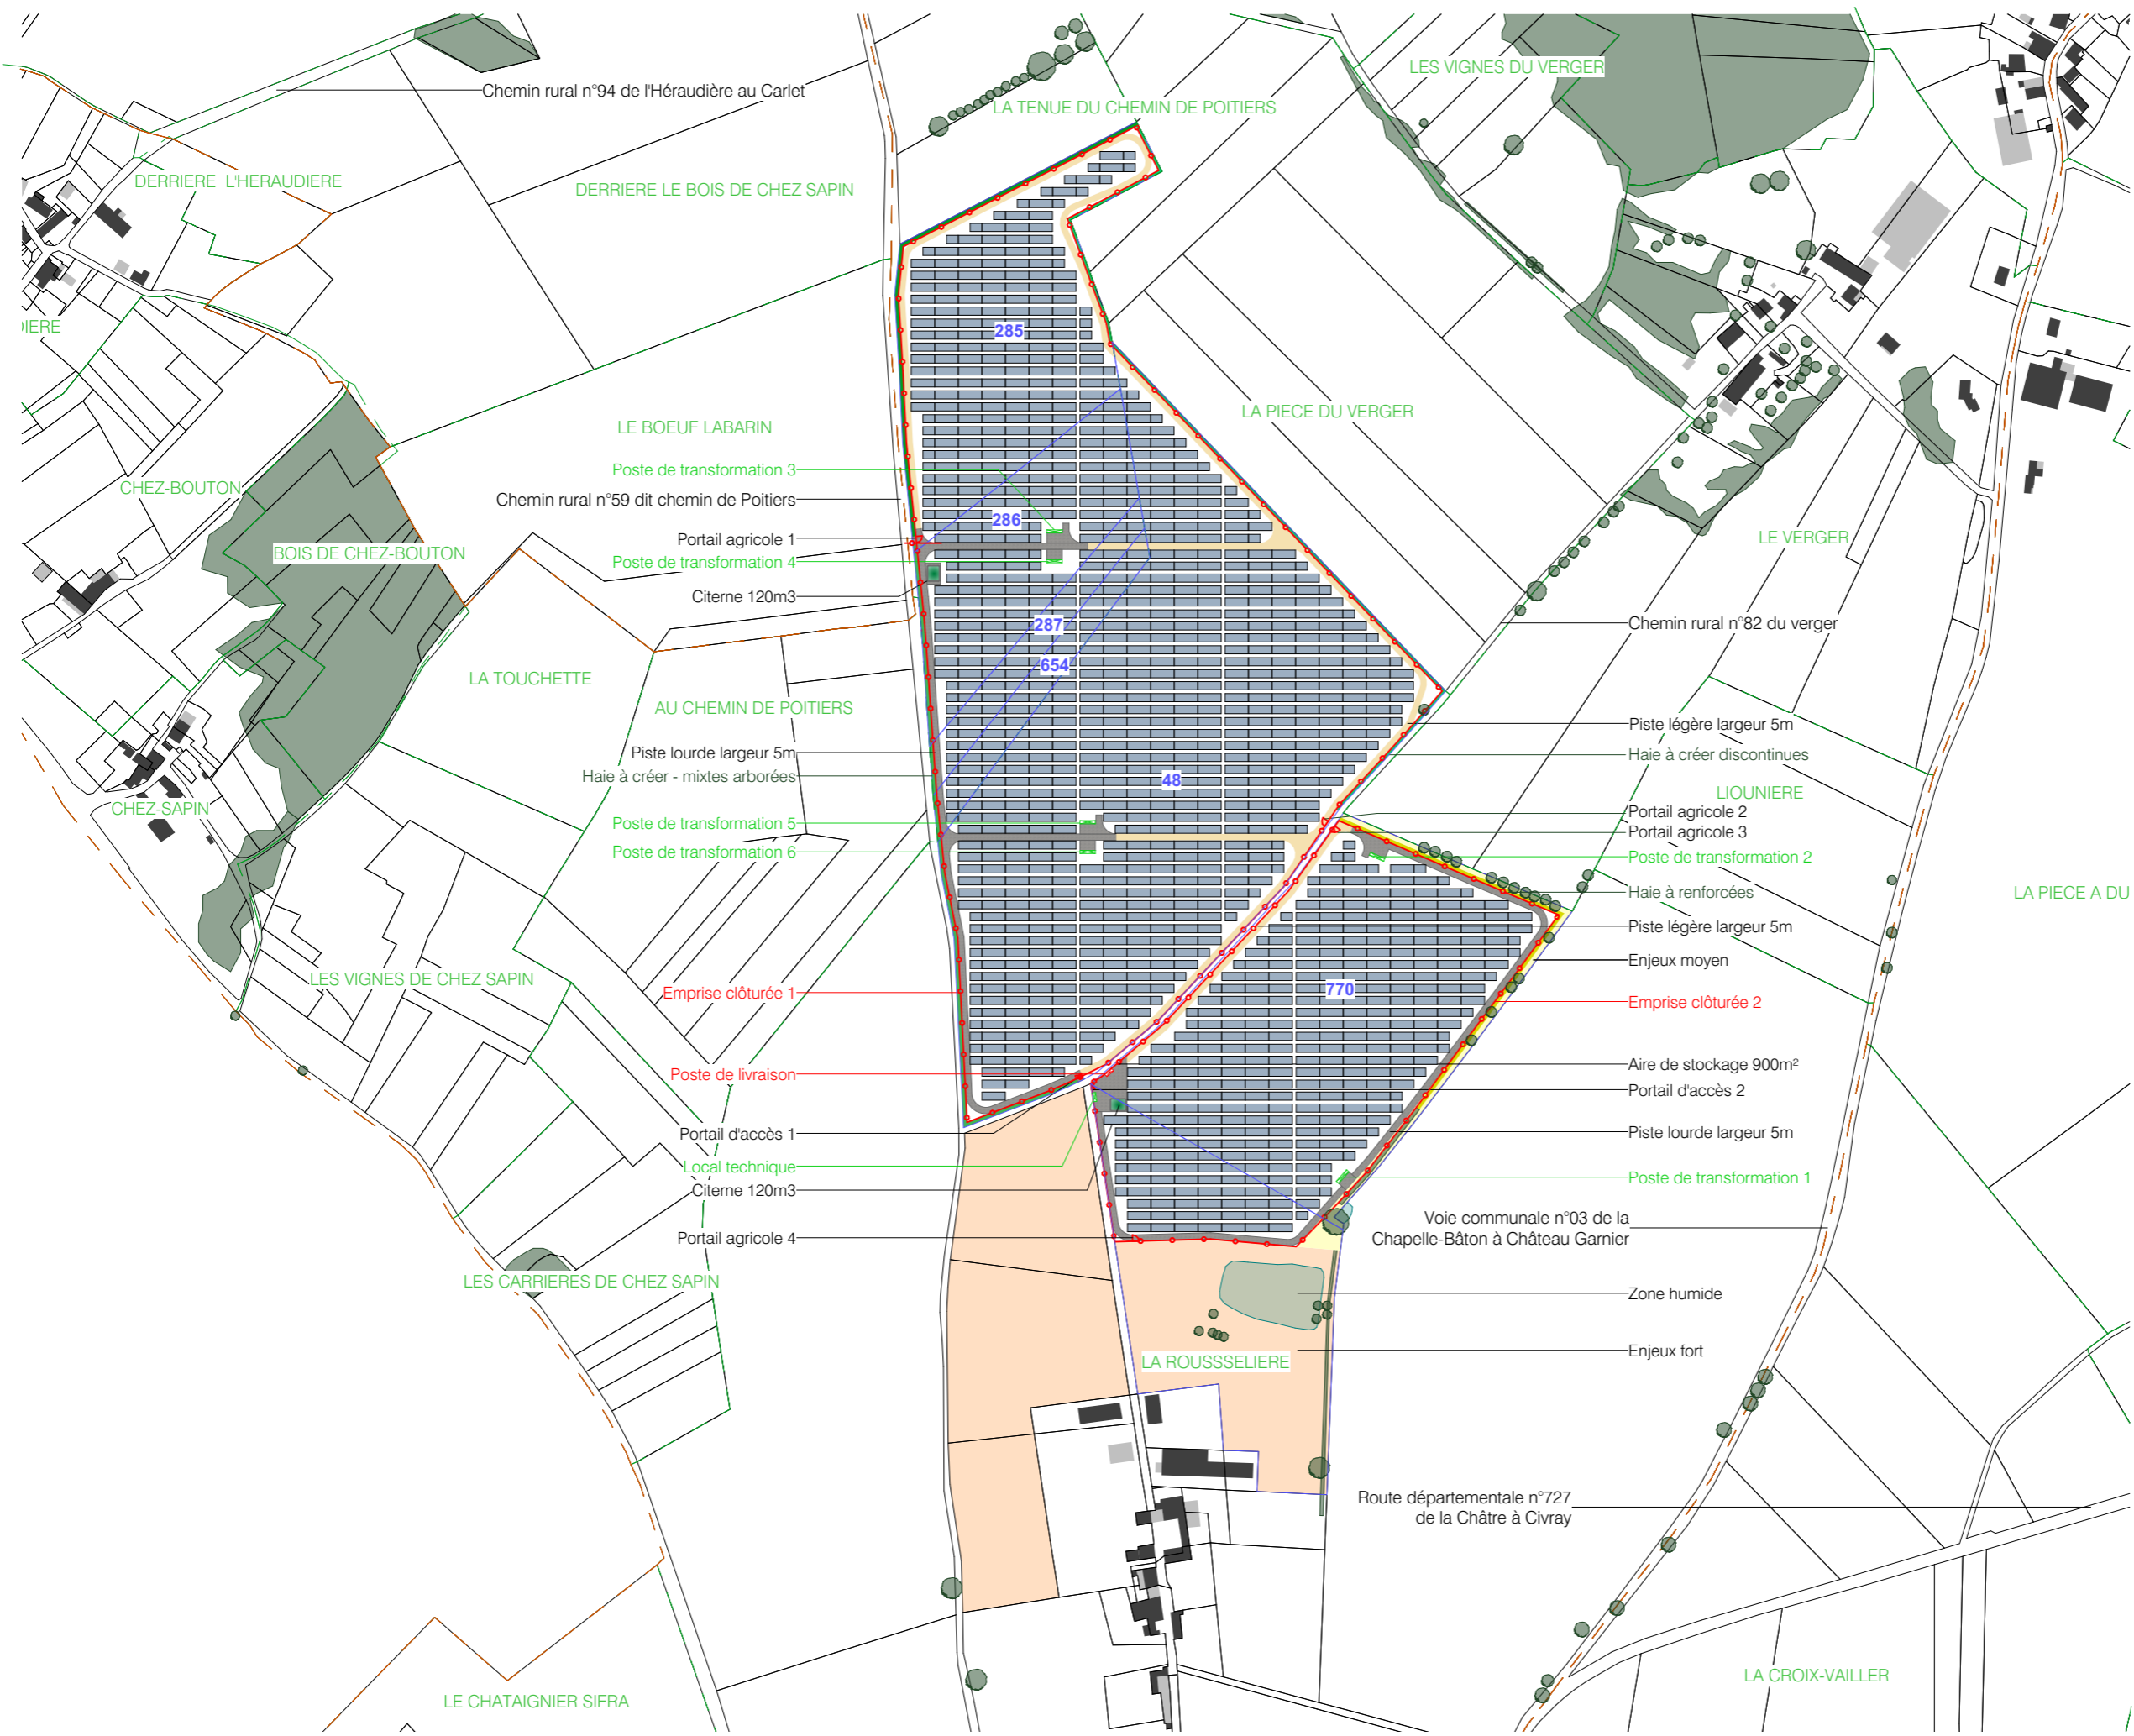 LES VIGNES DU VERGER
Chemin rural n°94 de l'Héraudière au Carlet
LA TENUE DU CHEMIN DE POITIERS
DERRIERE L'HERAUDIERE
DERRIERE LE BOIS DE CHEZ SAPIN
IERE
285
LA PIECE DU VERGER
LE BOEUF LABARIN
Poste de transformation 3
CHEZ-BOUTON
Chemin rural n°59 dit chemin de Poitiers
286
Portail agricole 1
LE VERGER
BOIS DE CHEZ-BOUTON
Poste de transformation 4
Citerne 120m3
287
Chemin rural n°82 du verger
654
LA TOUCHETTE
AU CHEMIN DE POITIERS
Piste légère largeur 5m
Piste lourde largeur 5m
Haie à créer discontinues
Haie à créer - mixtes arborées
48
LIOUNIERE
CHEZ-SAPIN
Portail agricole 2
Poste de transformation 5
Portail agricole 3
Poste de transformation 6
Poste de transformation 2
Haie à renforcées
LA PIECE A DU
Piste légère largeur 5m
Enjeux moyen
LES VIGNES DE CHEZ SAPIN
770
Emprise clôturée 1
Emprise clôturée 2
Aire de stockage 900m²
Poste de livraison
Portail d'accès 2
Portail d'accès 1
Piste lourde largeur 5m
Local technique
Poste de transformation 1
Citerne 120m3
Voie communale n°03 de la
Chapelle-Bâton à Château Garnier
Portail agricole 4
LES CARRIERES DE CHEZ SAPIN
Zone humide
Enjeux fort
LA ROUSSSELIERE
Route départementale n°727
de la Châtre à Civray
LA CROIX-VAILLER
LE CHATAIGNIER SIFRA